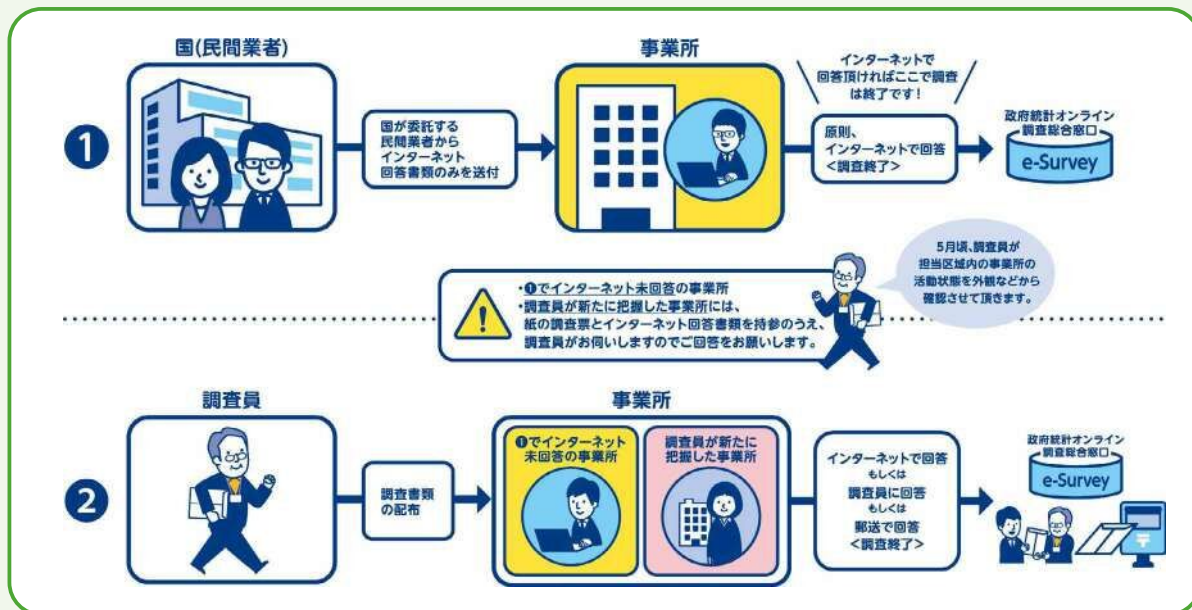 国(民間業者)
事業所
❶
国が委託する
民間業者から
インターネット
回答書類のみを送付
インターネットで
回答頂ければここで調査
は終了です！
原則、
インターネットで回答
<調査終了>
政府統計オンライン
調査総合窓口
e-Survey
・❶でインターネット未回答の事業所
・調査員が新たに把握した事業所には、
紙の調査票とインターネット回答書類を持参のうえ、
調査員がお伺いしますのでご回答をお願いします。
5月頃、調査員が
担当区域内の事業所の
活動状態を外観などから
確認させて頂きます。
調査員
事業所
❷
調査書類
の配布
❶でインターネット
未回答の事業所
調査員が新たに
把握した事業所
インターネットで回答
もしくは
調査員に回答
もしくは
郵送で回答
<調査終了>
政府統計オンライン
調査総合窓口
e-Survey
〒